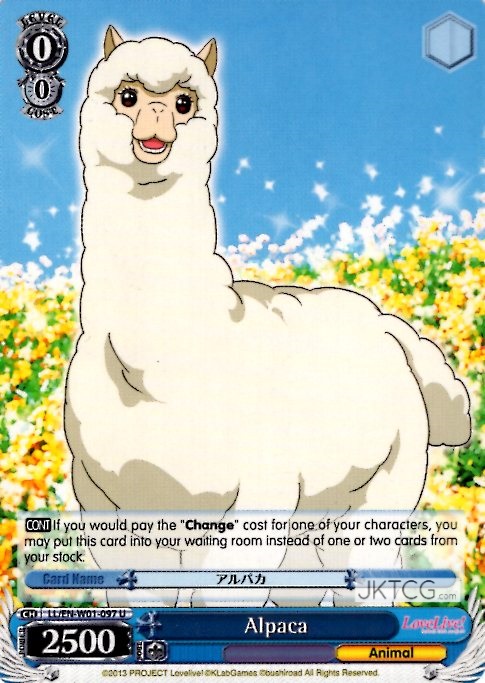 LEVEL
0
0
COST
CONT If you would pay the "Change" cost for one of your characters, you
may put this card into your waiting room instead of one or two cards from
your stock.
Card Name アルパカ
JKTCG.com
CH LL/EN-W01-097 U
POWER 2500 SOUL
Alpaca
LoveLive!
Animal
©2013 PROJECT Lovelive! ©KLabGames ©bushiroad All Rights Reserved.